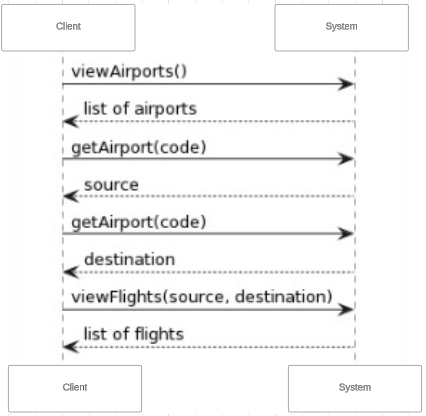 Client
System
viewAirports()
list of airports
getAirport(code)
source
getAirport(code)
destination
viewFlights(source, destination)
list of flights
Client
System